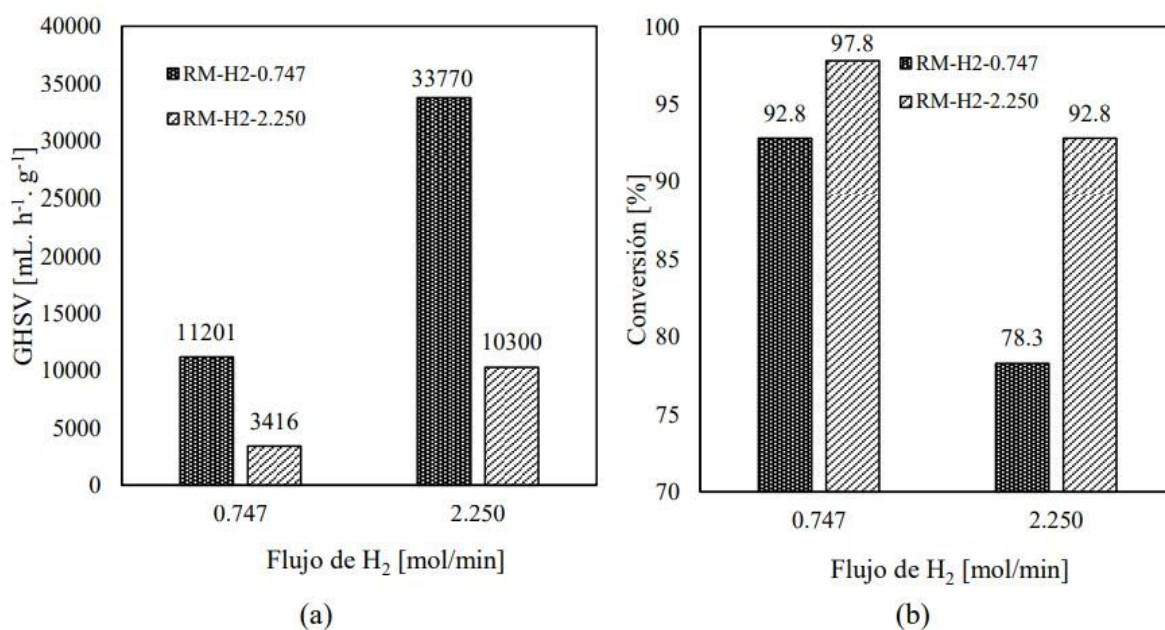 40000
35000
30000
25000
20000
15000
10000
5000
0
GHSV [mL. h⁻¹· g⁻¹]
RM-H2-0.747
RM-H2-2.250
11201
3416
33770
10300
0.747
2.250
Flujo de H₂ [mol/min]
(a)
100
95
90
85
80
75
70
Conversión [%]
RM-H2-0.747
RM-H2-2.250
92.8
97.8
78.3
92.8
0.747
2.250
Flujo de H₂ [mol/min]
(b)